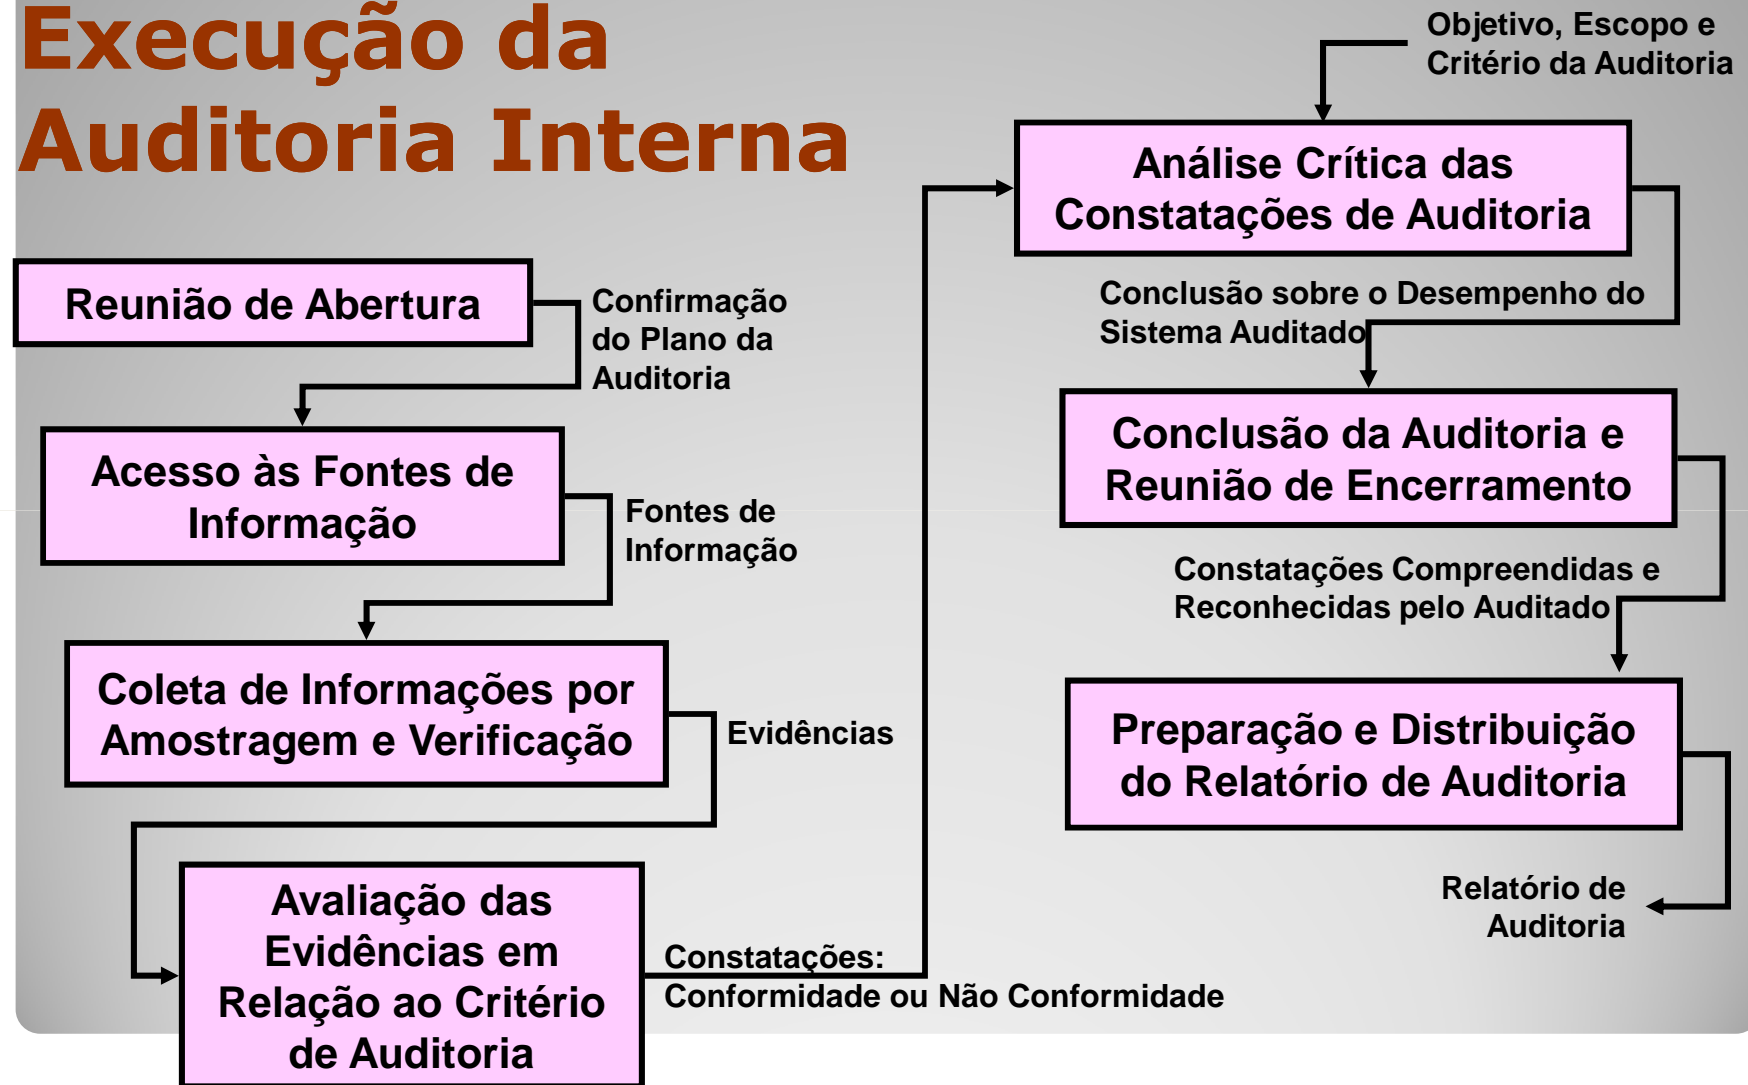 Execução da
Auditoria Interna
Reunião de Abertura
Confirmação
do Plano da
Auditoria
Acesso às Fontes de
Informação
Fontes de
Informação
Coleta de Informações por
Amostragem e Verificação
Evidências
Avaliação das
Evidências em
Relação ao Critério
de Auditoria
Constatações:
Conformidade ou Não Conformidade
Objetivo, Escopo e
Critério da Auditoria
Análise Crítica das
Constatações de Auditoria
Conclusão sobre o Desempenho do
Sistema Auditado
Conclusão da Auditoria e
Reunião de Encerramento
Constatações Compreendidas e
Reconhecidas pelo Auditado
Preparação e Distribuição
do Relatório de Auditoria
Relatório de
Auditoria